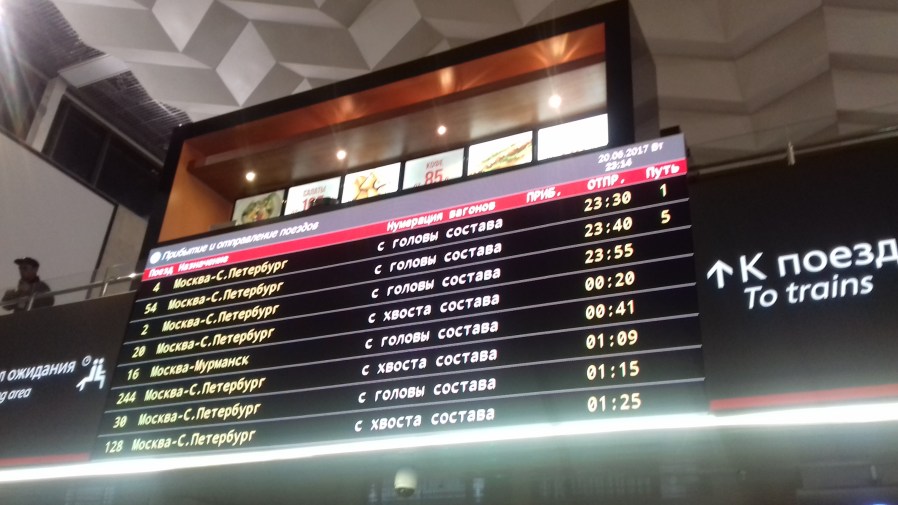 КОФЕ
85
САЛАТЫ
20.06.2017 Вт
23:14
Прибытие и отправление поездов
Поезд Назначение Нумерация вагонов ПРИБ. ОТПР. Путь
4 Москва-С.Петербург с головы состава 23:30 1
54 Москва-С.Петербург с головы состава 23:40 5
2 Москва-С.Петербург с головы состава 23:55
20 Москва-С.Петербург с хвоста состава 00:20
16 Москва-Мурманск с головы состава 00:41
244 Москва-С.Петербург с хвоста состава 01:09
30 Москва-С.Петербург с головы состава 01:15
128 Москва-С.Петербург с хвоста состава 01:25
К поезд
To trains
ожидания
area